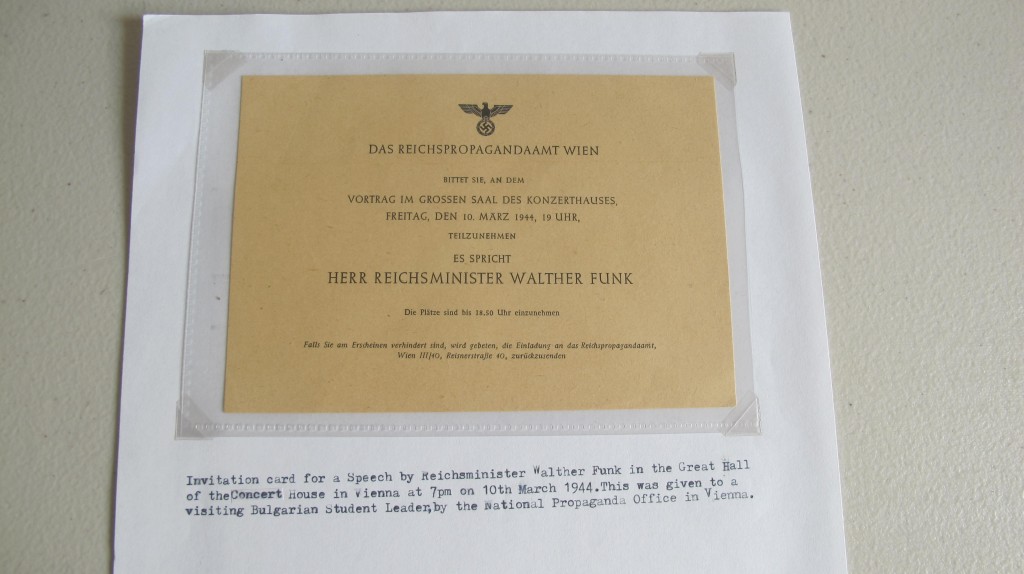 DAS REICHSPROPAGANDAAMT WIEN
BITTET SIE, AN DEM
VORTRAG IM GROSSEN SAAL DES KONZERTHAUSES,
FREITAG, DEN 10. MÄRZ 1944, 19 UHR,
TEILZUNEHMEN
ES SPRICHT
HERR REICHSMINISTER WALTHER FUNK
Die Plätze sind bis 18.50 Uhr einzunehmen
Falls Sie am Erscheinen verhindert sind, wird gebeten, die Einladung an das Reichspropagandaamt,
Wien III/40, Reisnerstraße 40, zurückzusenden
Invitation card for a Speech by Reichsminister Walther Funk in the Great Hall
of theConcert House in Vienna at 7pm on 10th March 1944.This was given to a
visiting Bulgarian Student Leader,by the National Propaganda Office in Vienna.